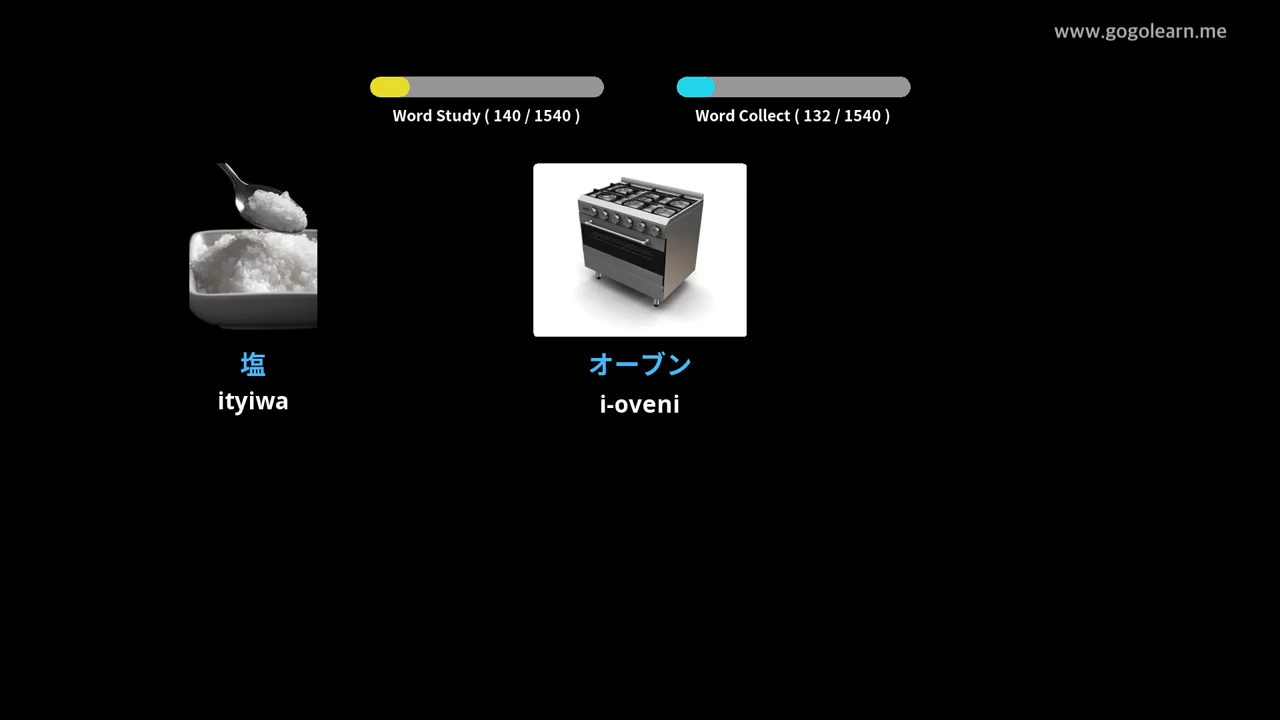 www.gogolearn.me
Word Study ( 140 / 1540 )
Word Collect ( 132 / 1540 )
塩
ityiwa
オーブン
i-oveni